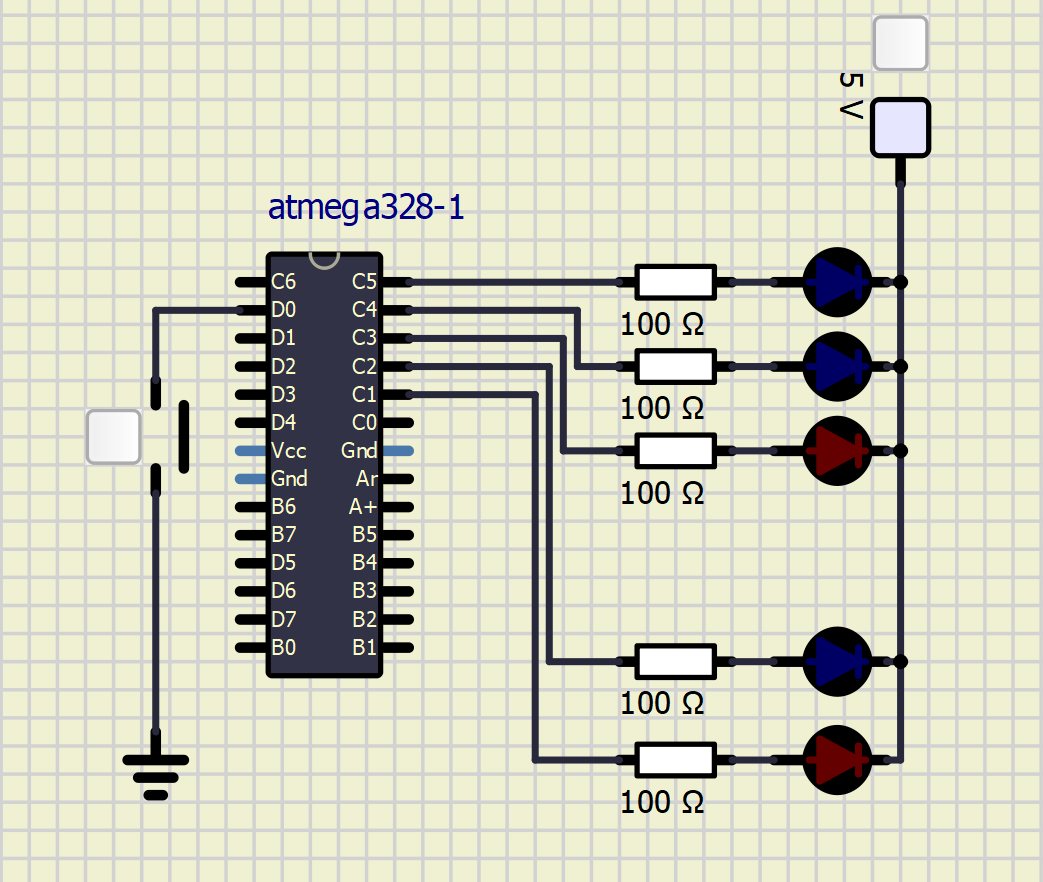 5 V
atmega328-1
C6 C5
D0 C4
D1 C3
D2 C2
D3 C1
D4 C0
Vcc Gnd
Gnd Ar
B6 A+
B7 B5
D5 B4
D6 B3
D7 B2
B0 B1
100 Ω
100 Ω
100 Ω
100 Ω
100 Ω